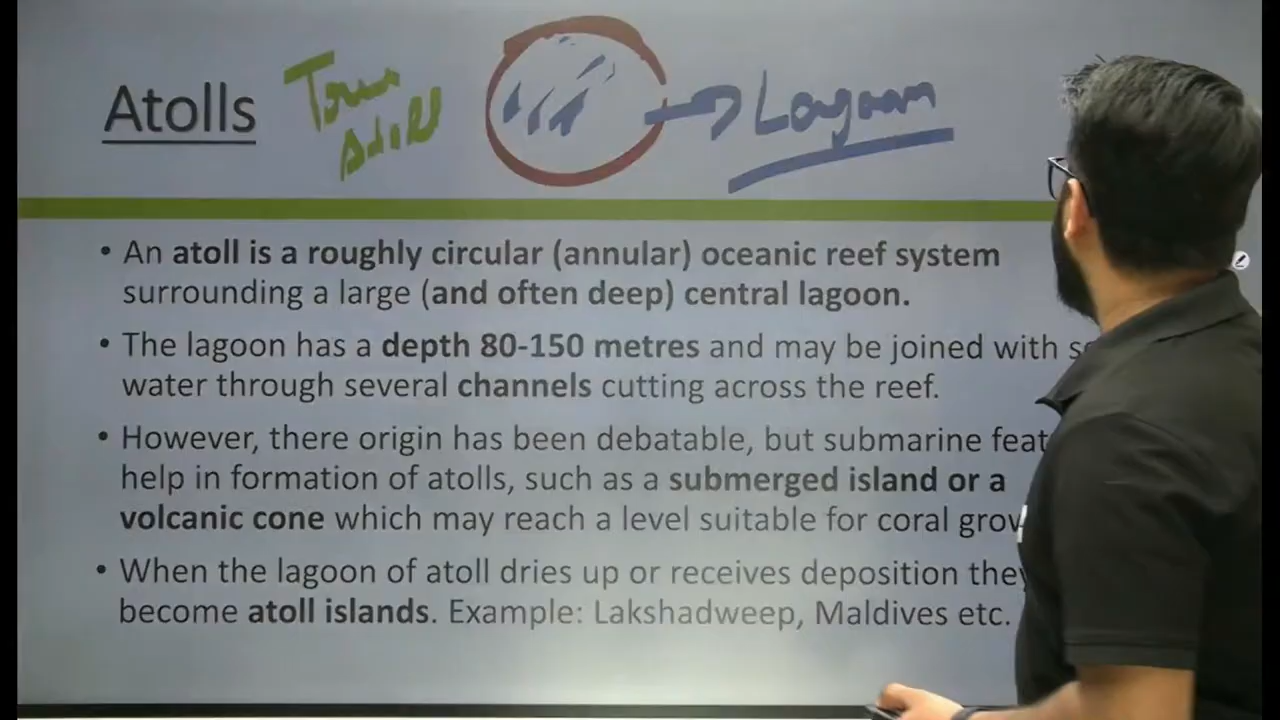 Atolls
Lagoon
• An atoll is a roughly circular (annular) oceanic reef system
surrounding a large (and often deep) central lagoon.
• The lagoon has a depth 80-150 metres and may be joined with
water through several channels cutting across the reef.
• However, there origin has been debatable, but submarine
help in formation of atolls, such as a submerged island or a
volcanic cone which may reach a level suitable for coral
• When the lagoon of atoll dries up or receives deposition they
become atoll islands. Example: Lakshadweep, Maldives etc.